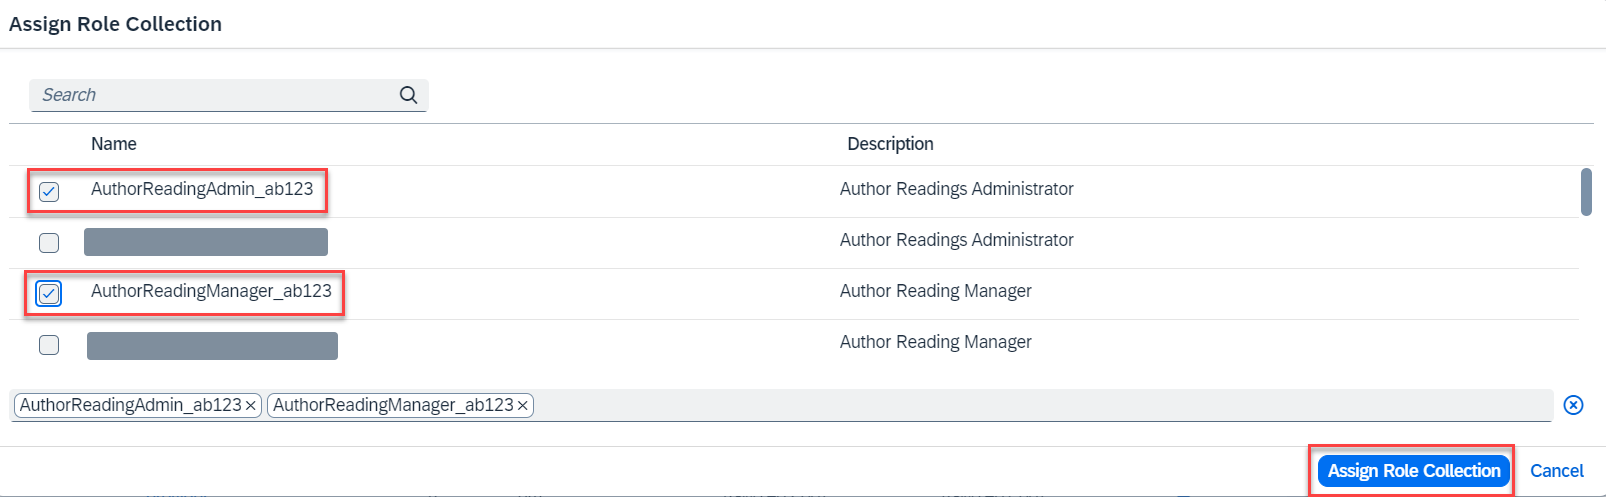 Assign Role Collection
Search
Name Description
AuthorReadingAdmin_ab123 Author Readings Administrator
Author Readings Administrator
AuthorReadingManager_ab123 Author Reading Manager
Author Reading Manager
AuthorReadingAdmin_ab123 AuthorReadingManager_ab123
Assign Role Collection Cancel